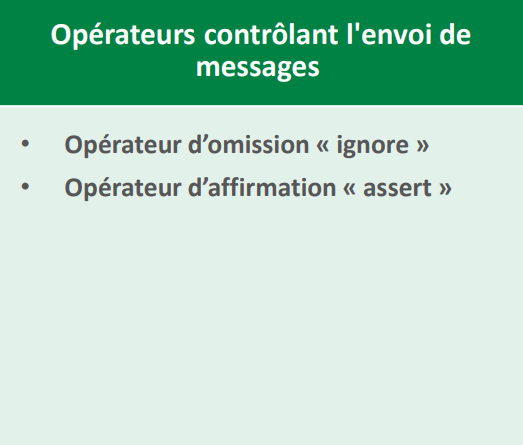 Opérateurs contrôlant l'envoi de
messages
• Opérateur d’omission « ignore »
• Opérateur d’affirmation « assert »